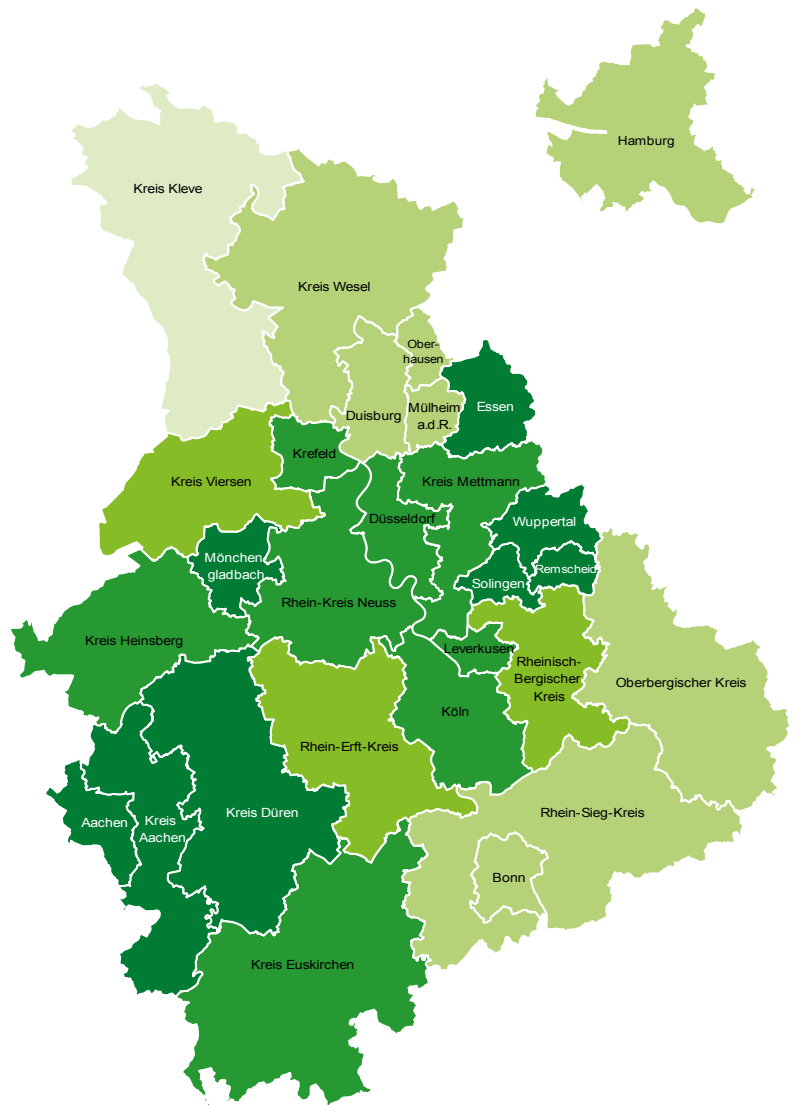 Hamburg
Kreis Kleve
Kreis Wesel
Ober-
hausen
Duisburg
Mülheim
a.d.R.
Essen
Krefeld
Kreis Viersen
Kreis Mettmann
Düsseldorf
Wuppertal
Mönchen
gladbach
Remscheid
Solingen
Rhein-Kreis Neuss
Kreis Heinsberg
Leverkusen
Rheinisch-
Bergischer
Kreis
Oberbergischer Kreis
Köln
Rhein-Erft-Kreis
Kreis Düren
Rhein-Sieg-Kreis
Aachen
Kreis
Aachen
Bonn
Kreis Euskirchen